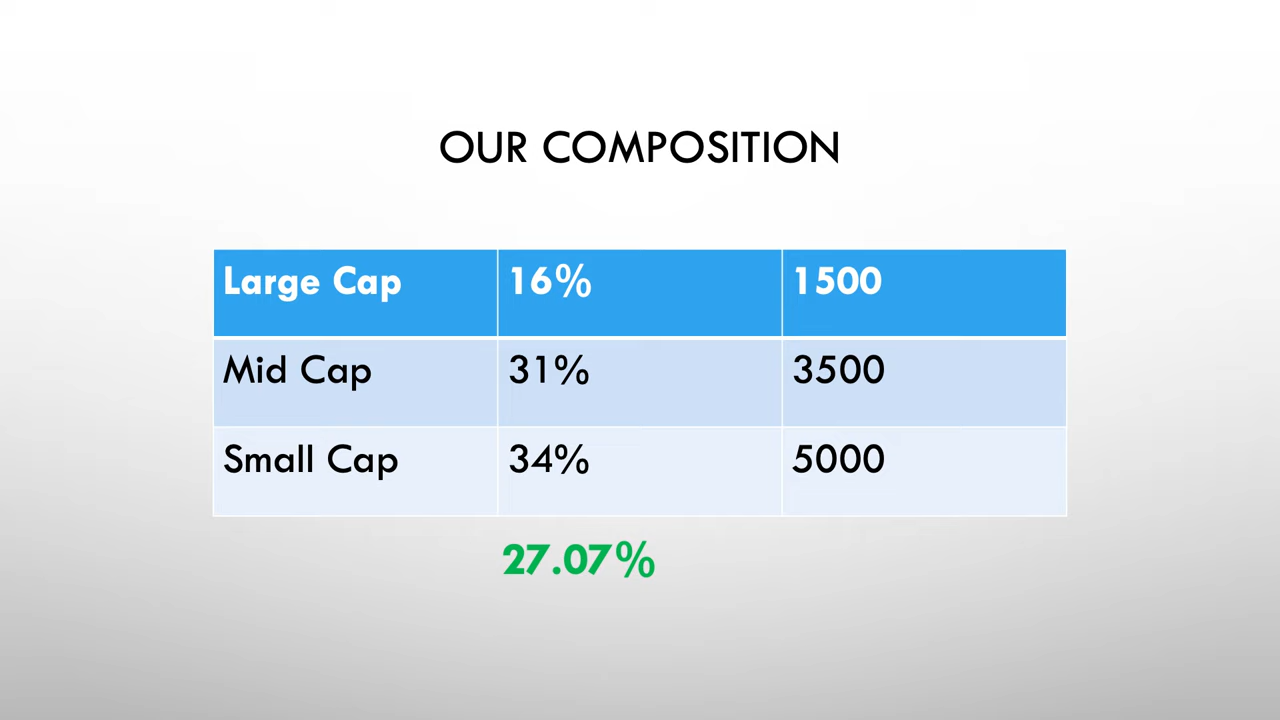 OUR COMPOSITION
Large Cap 16% 1500
Mid Cap 31% 3500
Small Cap 34% 5000
27.07%